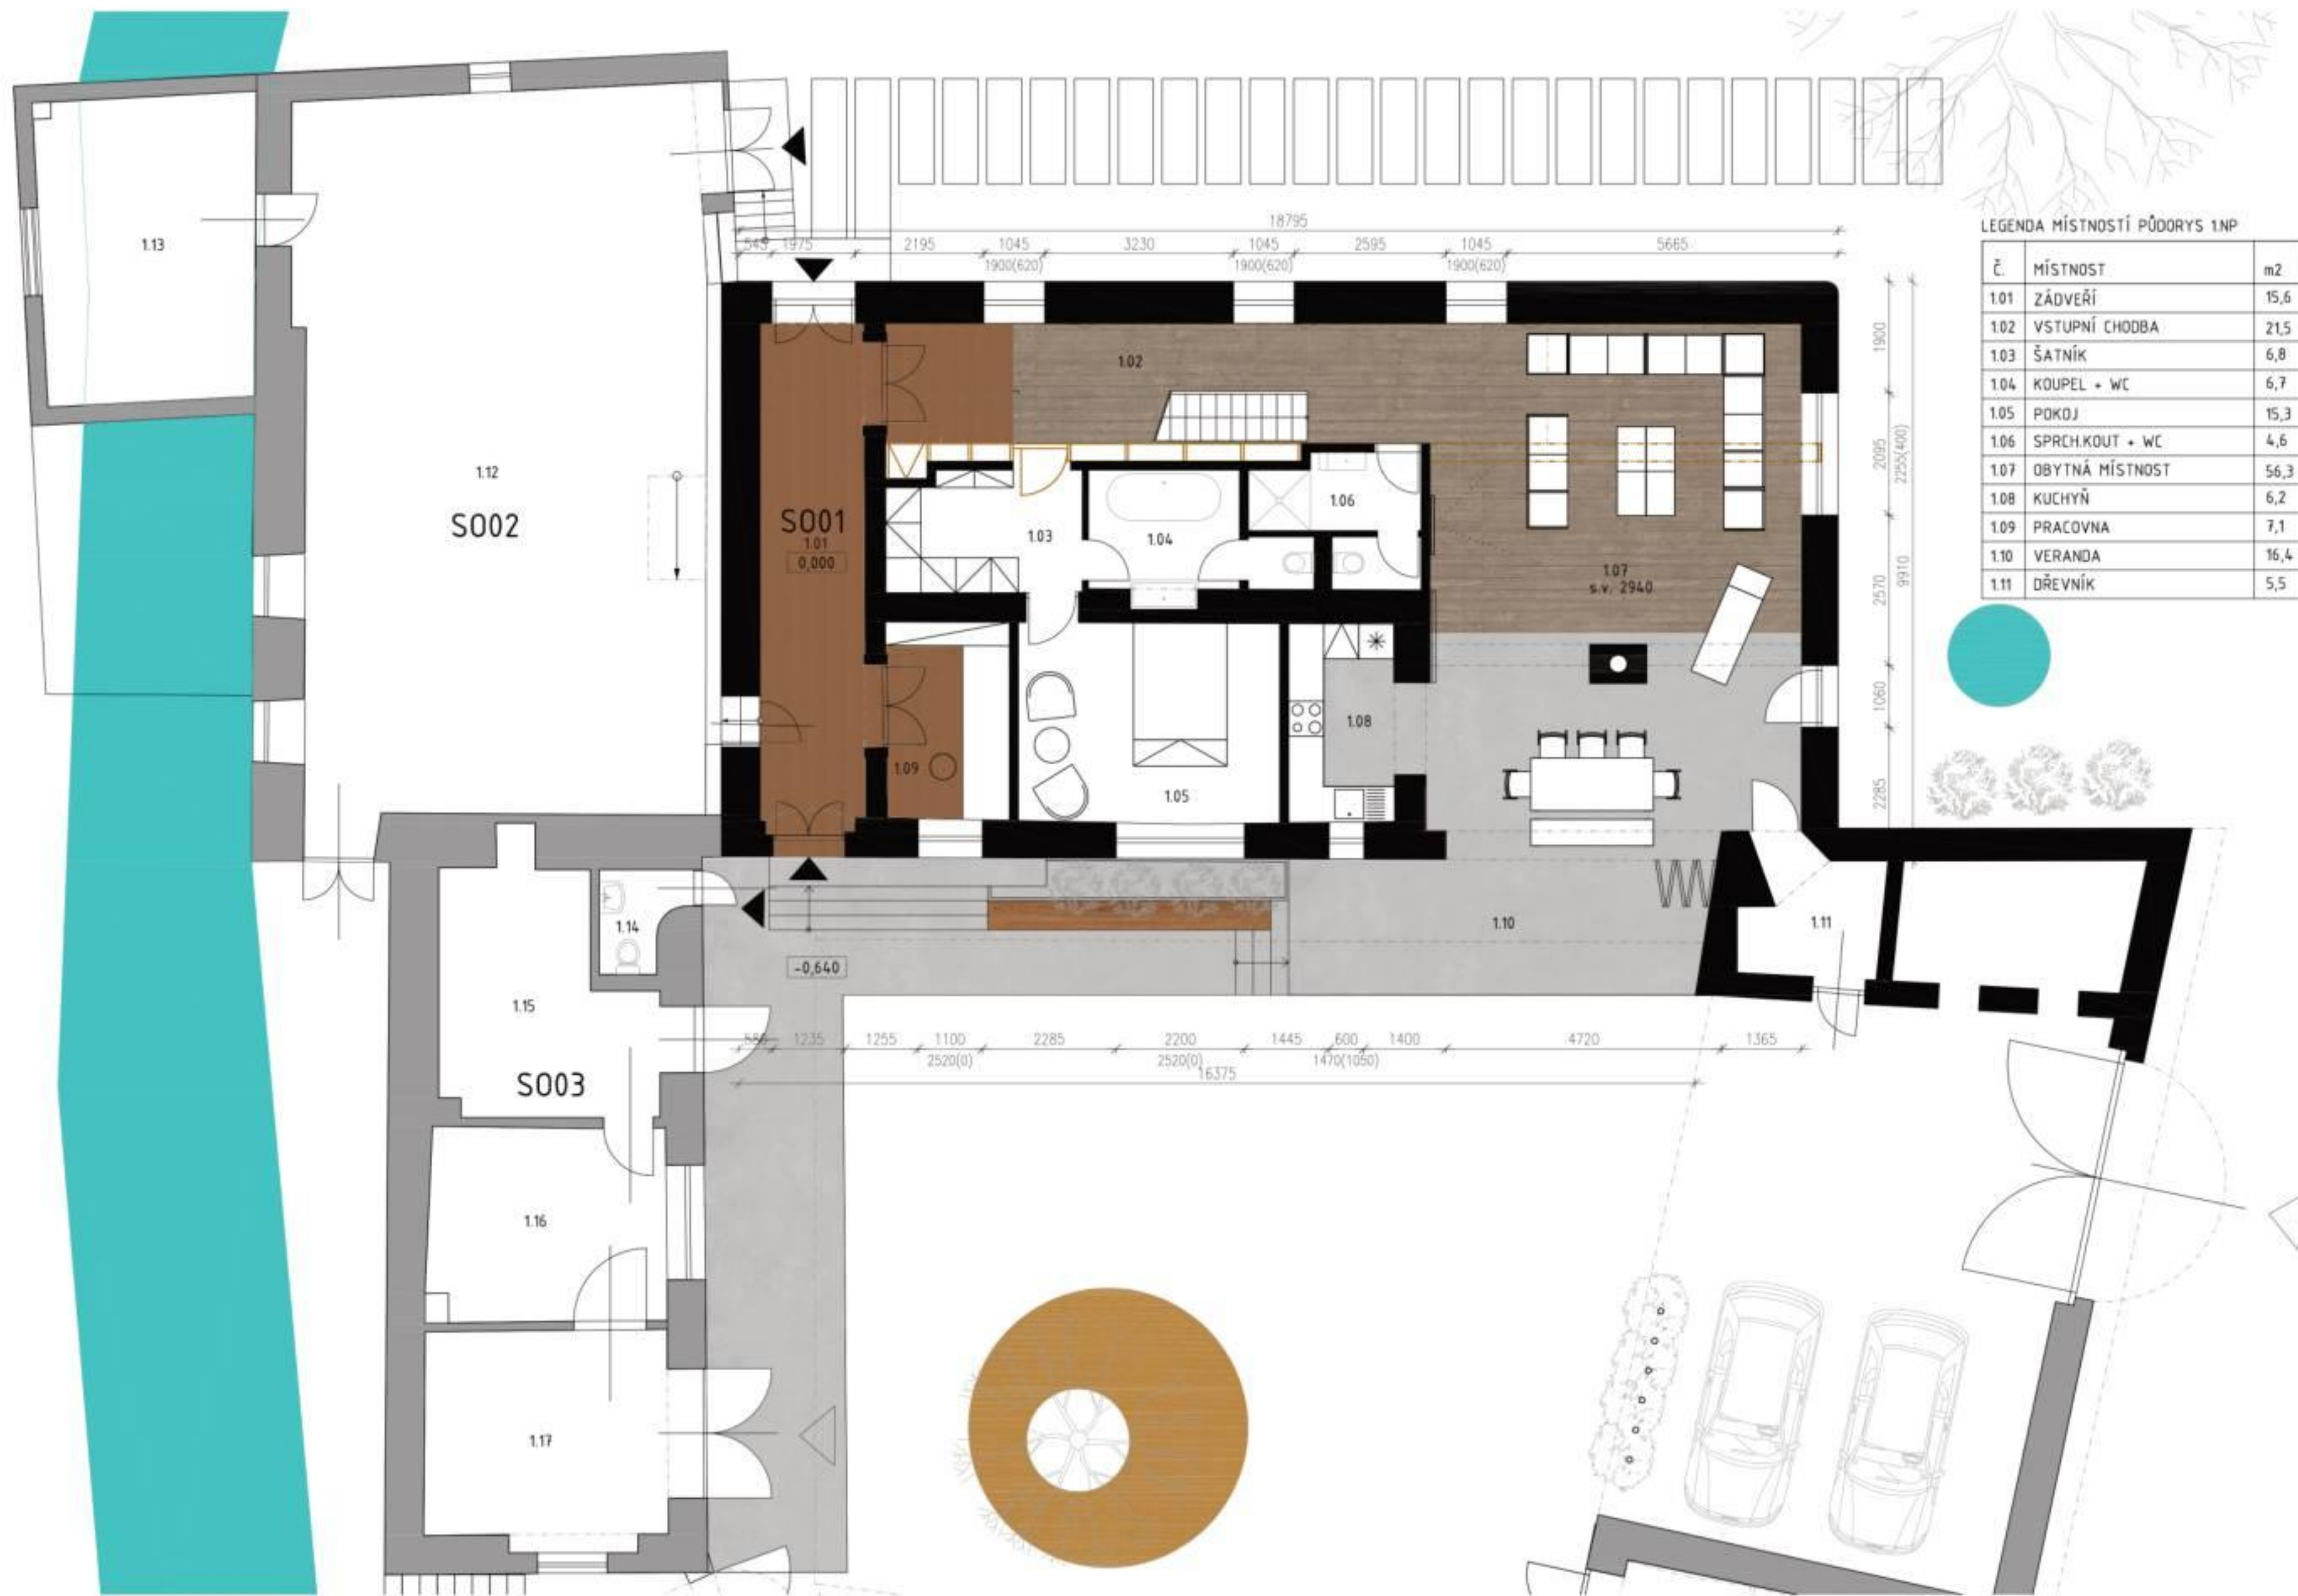 18795
545 1975 2195 1045 3230 1045 2595 1045 5665
1900(620) 1900(620) 1900(620)
LEGENDA MÍSTNOSTÍ PŮDORYS 1.NP
Č. MÍSTNOST m2
1.01 ZÁDVEŘÍ 15,6
1.02 VSTUPNÍ CHODBA 21,5
1.03 ŠATNÍK 6,8
1.04 KOUPEL + WC 6,7
1.05 POKOJ 15,3
1.06 SPRCH.KOUT + WC 4,6
1.07 OBYTNÁ MÍSTNOST 56,3
1.08 KUCHYŇ 6,2
1.09 PRACOVNA 7,1
1.10 VERANDA 16,4
1.11 DŘEVNÍK 5,5
1.13
1.12
SO02
SO01
1.01
0,000
1.02
1.03
1.04
1.06
1.07
s.v. 2940
1900
2095
2255(400)
2570
9910
1060
2285
1.09
1.05
1.08
1.10
1.11
1.14
-0,640
1.15
SO03
585 1235 1255 1100 2285 2200 1445 600 1400 4720 1365
2520(0) 2520(0) 1470(1050)
16375
1.16
1.17